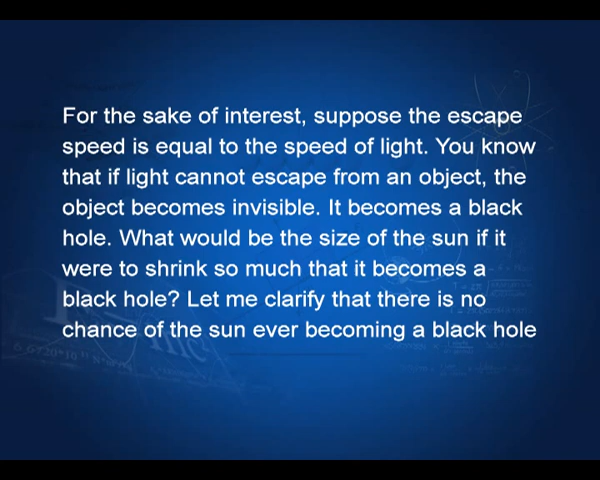 For the sake of interest, suppose the escape
speed is equal to the speed of light. You know
that if light cannot escape from an object, the
object becomes invisible. It becomes a black
hole. What would be the size of the sun if it
were to shrink so much that it becomes a
black hole? Let me clarify that there is no
chance of the sun ever becoming a black hole